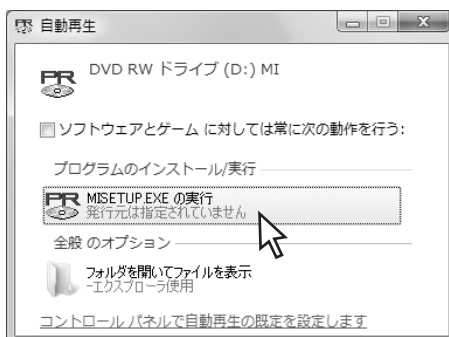 自動再生
DVD RW ドライブ (D:) MI
ソフトウェアとゲーム に対しては常に次の動作を行う:
プログラムのインストール/実行
MISETUP.EXE の実行
発行元は指定されていません
全般 のオプション
フォルダを開いてファイルを表示
-エクスプローラ使用
コントロール パネルで自動再生の既定を設定します